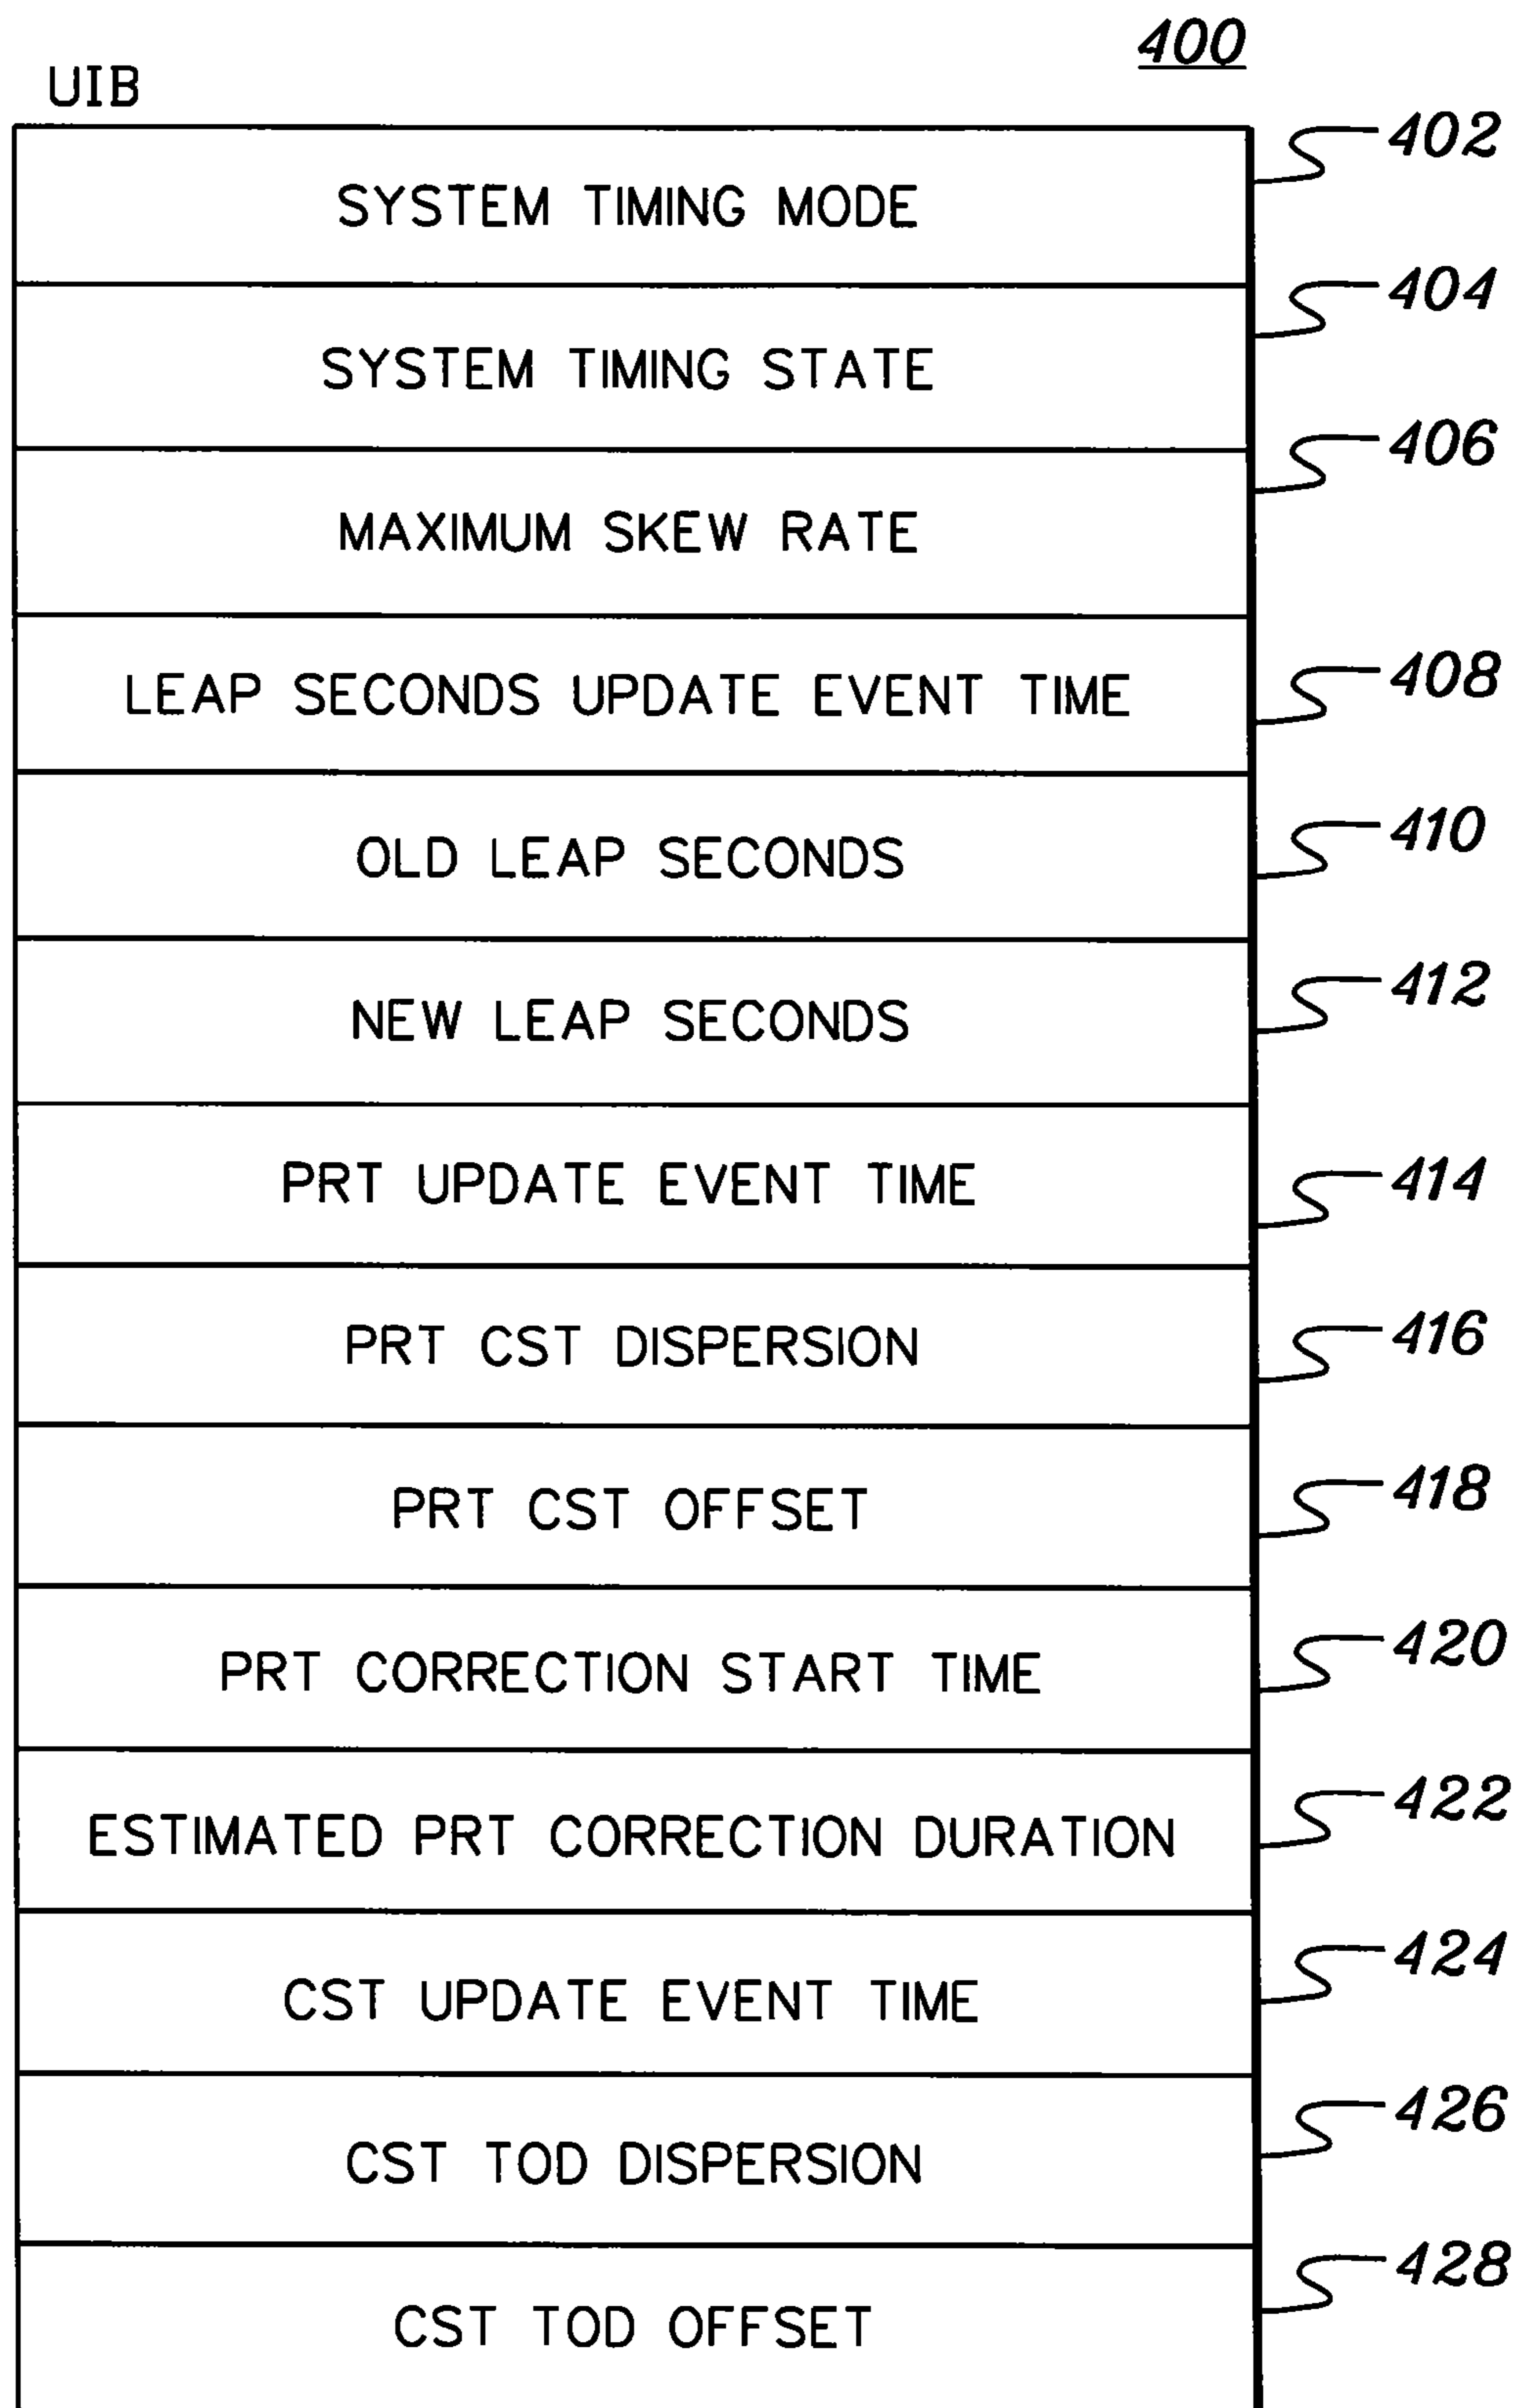 400
UIB
SYSTEM TIMING MODE 402
SYSTEM TIMING STATE 404
MAXIMUM SKEW RATE 406
LEAP SECONDS UPDATE EVENT TIME 408
OLD LEAP SECONDS 410
NEW LEAP SECONDS 412
PRT UPDATE EVENT TIME 414
PRT CST DISPERSION 416
PRT CST OFFSET 418
PRT CORRECTION START TIME 420
ESTIMATED PRT CORRECTION DURATION 422
CST UPDATE EVENT TIME 424
CST TOD DISPERSION 426
CST TOD OFFSET 428